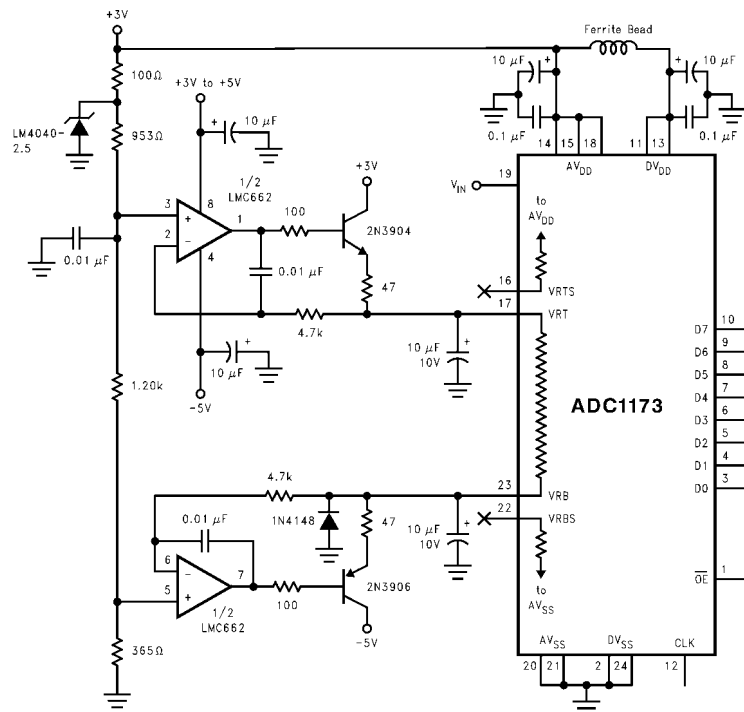 +3V
Ferrite Bead
100Ω
+3V to +5V
10 μF
10 μF
LM4040-
2.5
953Ω
10 μF
0.1 μF
0.1 μF
14 15 18
11 13
AVDD
DVDD
1/2
LMC662
+3V
VIN
19
3
8
1
100
2N3904
to
AVDD
2
4
0.01 μF
0.01 μF
47
16
VRTS
17
VRT
4.7k
10 μF
10V
10 μF
-5V
1.20k
ADC1173
D7 10
D6 9
D5 8
D4 7
D3 6
D2 5
D1 4
D0 3
4.7k
23
VRB
1N4148
22
VRBS
0.01 μF
47
10 μF
10V
6
7
5
100
2N3906
1/2
LMC662
-5V
to
AVSS
OE 1
365Ω
AVSS
DVSS
CLK
20 21
2 24
12